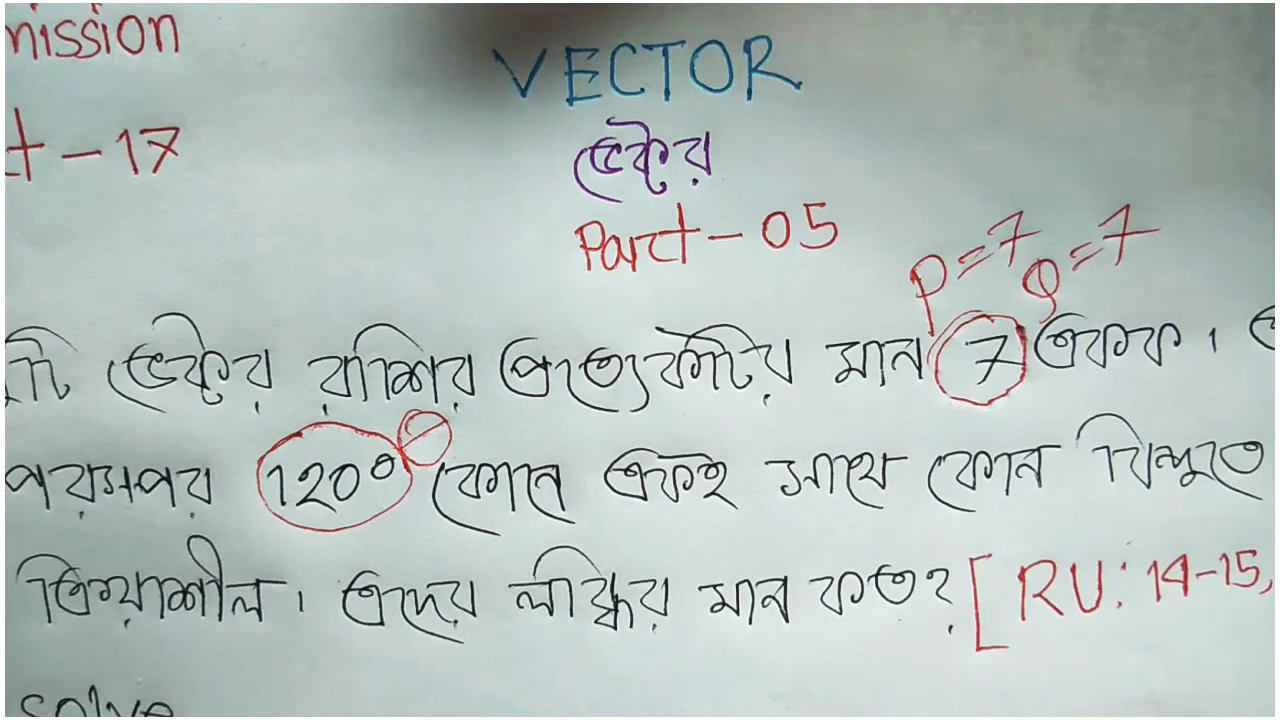 mission
VECTOR
t - 17
ভেক্টর
Part - 05
P = 7 Q = 7
টি ভেক্টর রাশির প্রত্যেকটির মান 7 একক।
পরস্পর 120° θ কোনে একই সাথে কোন বিন্দুতে
ক্রিয়াশীল। এদের লব্ধির মান কত? [RU: 14-15,
solve